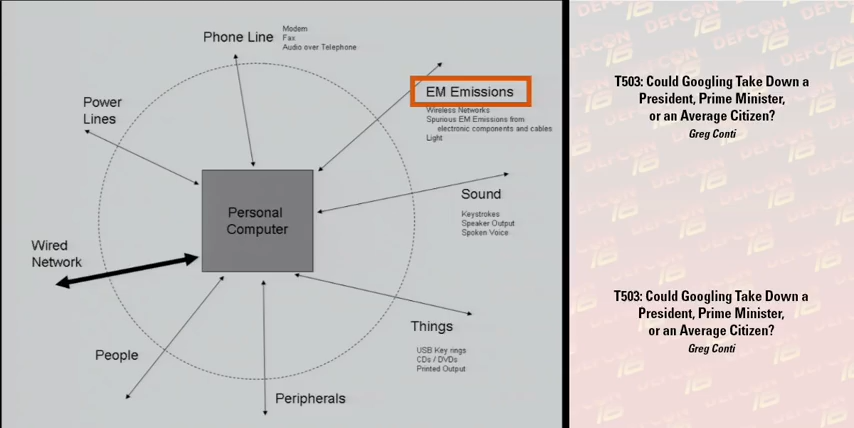 Phone Line
Modem
Fax
Audio over Telephone
EM Emissions
Wireless Networks
Spurious EM Emissions from
electronic components and cables
Light
Power
Lines
Sound
Keystrokes
Speaker Output
Spoken Voice
Personal
Computer
Wired
Network
Things
USB Key rings
CDs / DVDs
Printed Output
People
Peripherals
T503: Could Googling Take Down a
President, Prime Minister,
or an Average Citizen?
Greg Conti
T503: Could Googling Take Down a
President, Prime Minister,
or an Average Citizen?
Greg Conti
DEFCON
16